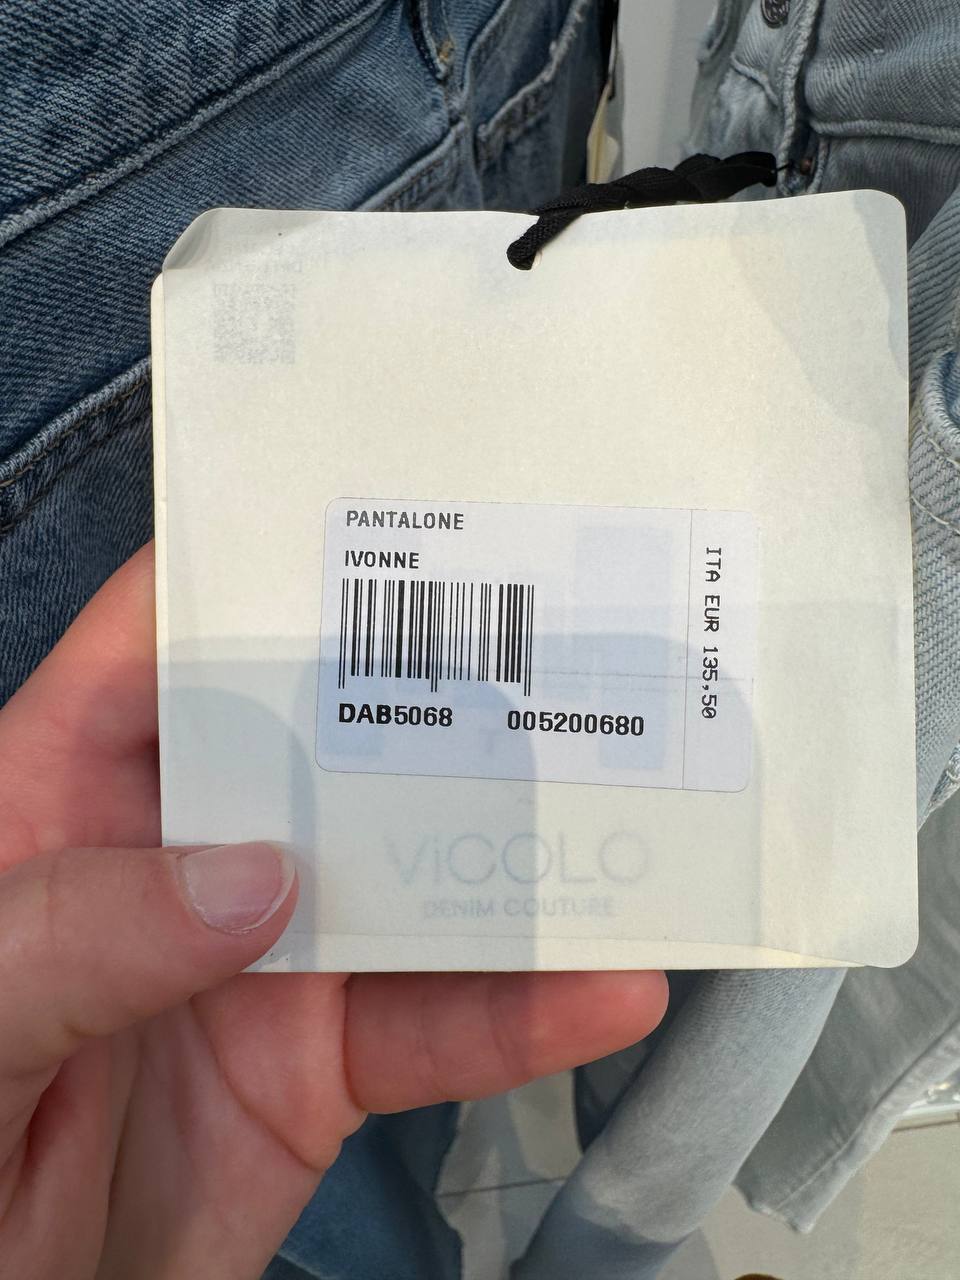 PANTALONE
IVONNE
DAB5068 005200680
ITA EUR 135,50
ViCOLO
DENIM COUTURE